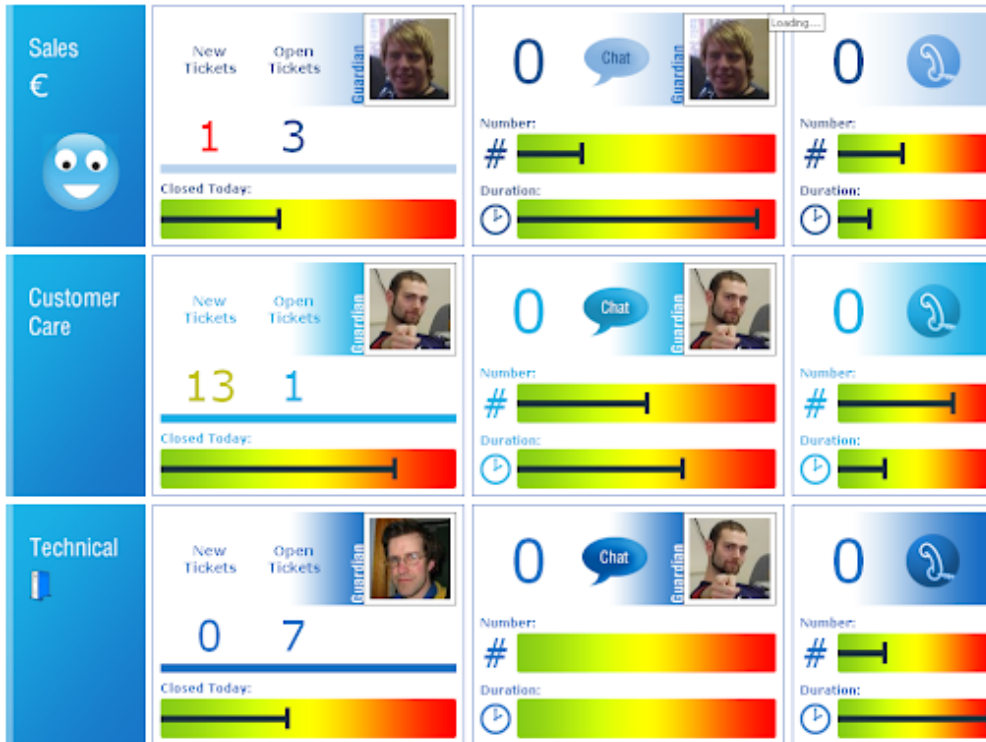 Sales
€
New Tickets
Open Tickets
Guardian
1
3
Closed Today:
0
Chat
Guardian
Loading...
Number:
#
Duration:
0
Number:
#
Duration:
Customer
Care
New Tickets
Open Tickets
Guardian
13
1
Closed Today:
0
Chat
Guardian
Number:
#
Duration:
0
Number:
#
Duration:
Technical
New Tickets
Open Tickets
Guardian
0
7
Closed Today:
0
Chat
Guardian
Number:
#
Duration:
0
Number:
#
Duration: